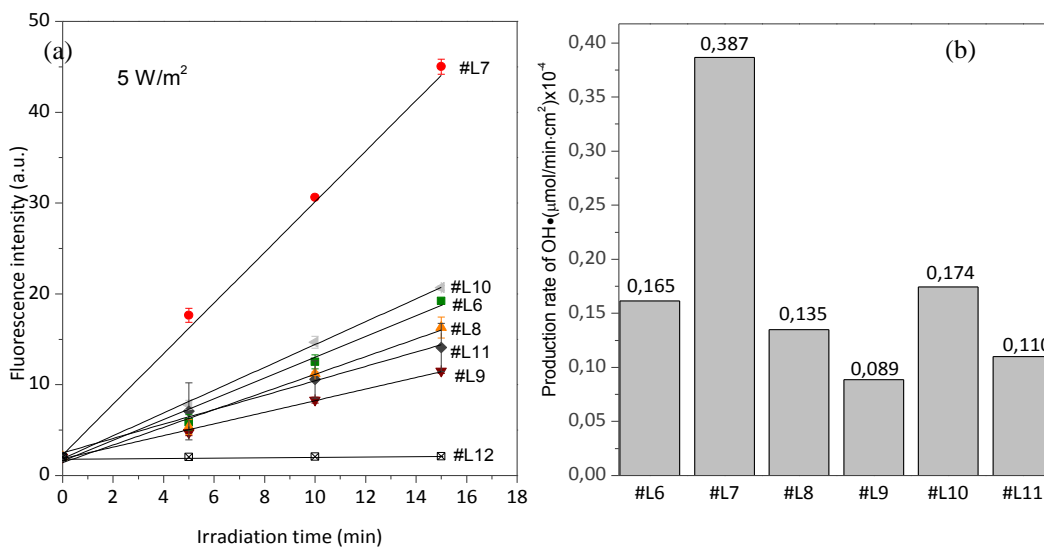 (a)
5 W/m²
Fluorescence intensity (a.u.)
50
40
30
20
10
0
#L7
#L10
#L6
#L8
#L11
#L9
#L12
0 2 4 6 8 10 12 14 16 18
Irradiation time (min)
(b)
Production rate of OH•(μmol/min·cm²)x10⁻⁴
0,40
0,35
0,30
0,25
0,20
0,15
0,10
0,05
0,00
0,165
0,387
0,135
0,089
0,174
0,110
#L6 #L7 #L8 #L9 #L10 #L11